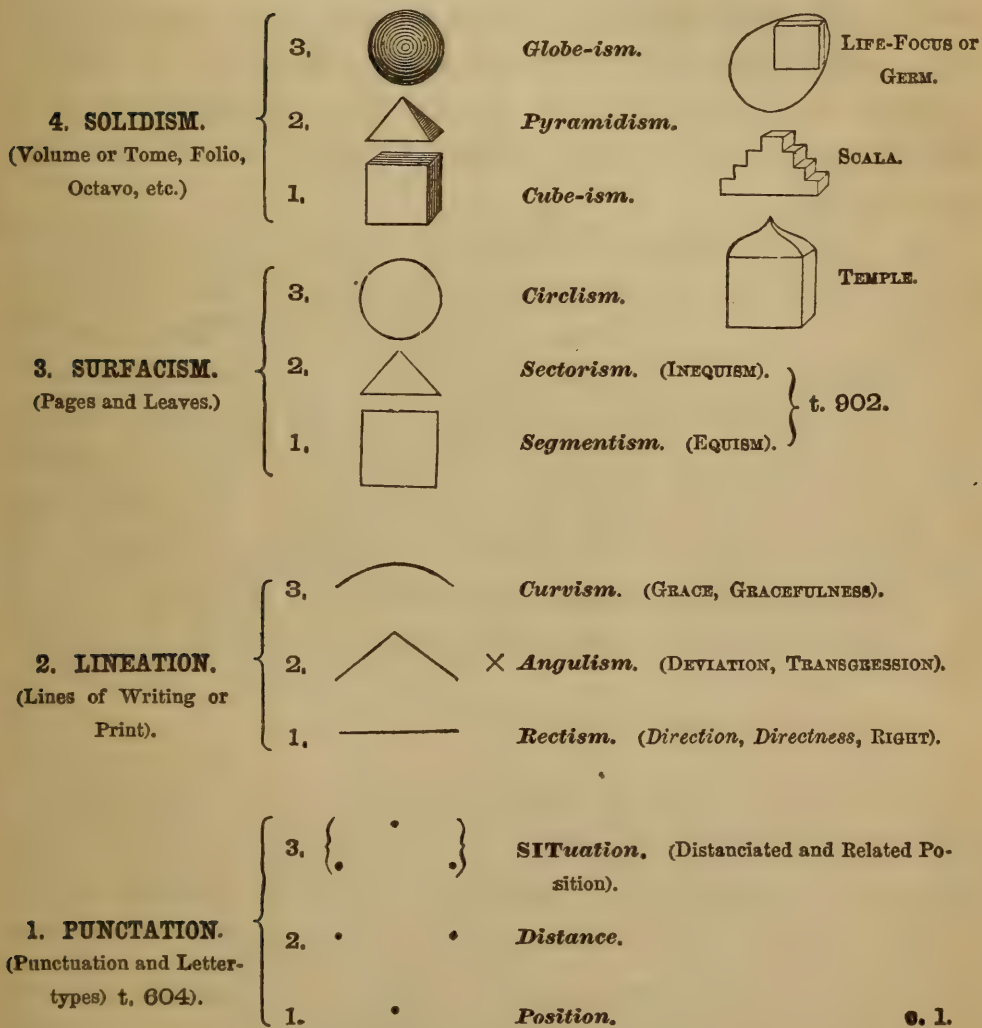 3. Globe-ism. LIFE-FOCUS OR
GERM.
4. SOLIDISM.
2. Pyramidism.
(Volume or Tome, Folio,
SCALA.
Octavo, etc.)
1. Cube-ism.
TEMPLE.
3. Circlism.
3. SURFACISM.
2. Sectorism. (INEQUISM).
(Pages and Leaves.)
t. 902.
1. Segmentism. (EQUISM).
3. Curvism. (GRACE, GRACEFULNESS).
2. LINEATION.
2. × Angulism. (DEVIATION, TRANSGRESSION).
(Lines of Writing or
Print).
1. Rectism. (Direction, Directness, RIGHT).
3. SITuation. (Distanciated and Related Po-
sition).
1. PUNCTATION.
2. Distance.
(Punctuation and Letter-
types) t. 604).
1. Position. 1.